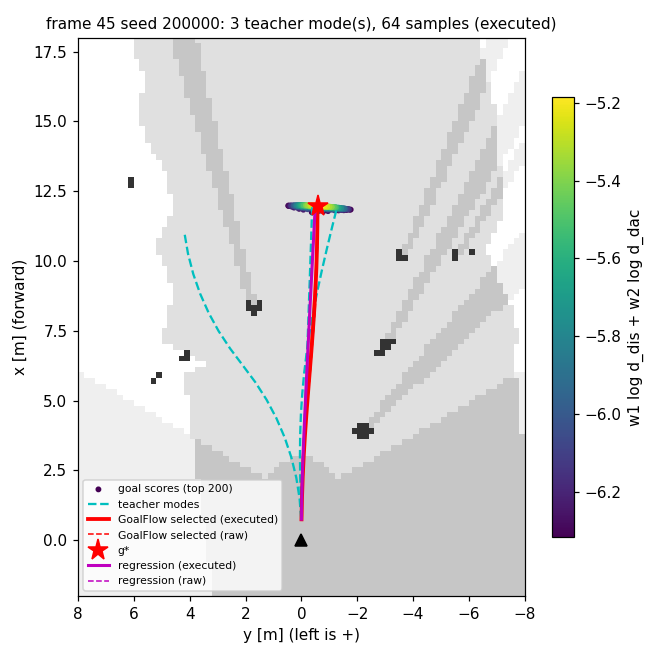 frame 45 seed 200000: 3 teacher mode(s), 64 samples (executed)
17.5
15.0
12.5
10.0
7.5
5.0
2.5
0.0
x [m] (forward)
goal scores (top 200)
teacher modes
GoalFlow selected (executed)
GoalFlow selected (raw)
g*
regression (executed)
regression (raw)
8
6
4
2
0
−2
−4
−6
−8
y [m] (left is +)
−5.2
−5.4
−5.6
−5.8
−6.0
−6.2
w1 log d_dis + w2 log d_dac